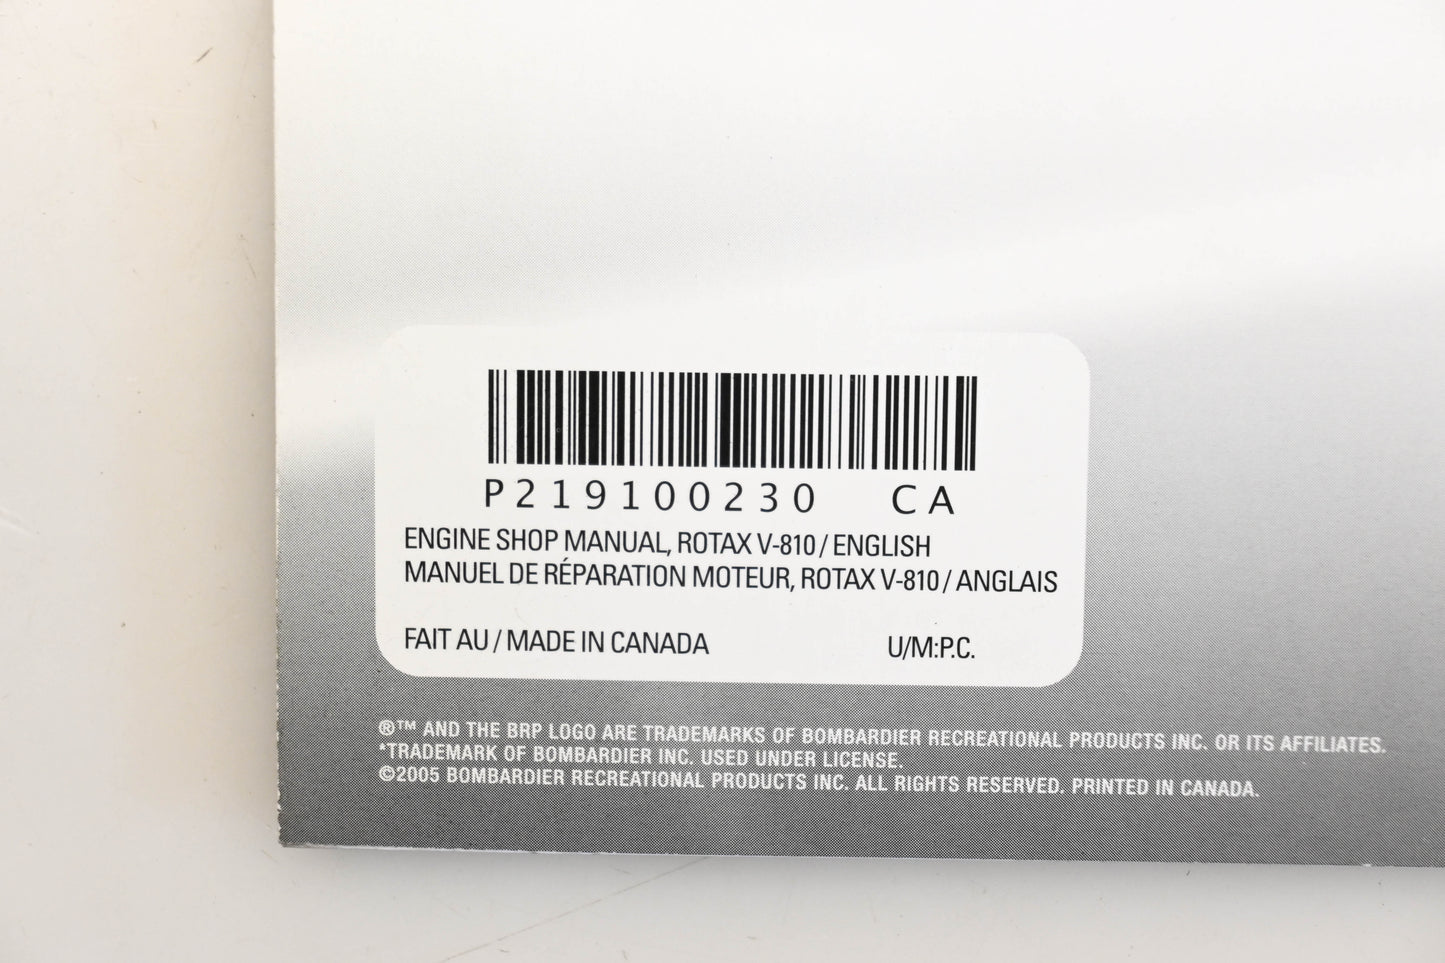 P219100230 CA
ENGINE SHOP MANUAL, ROTAX V-810 / ENGLISH
MANUEL DE RÉPARATION MOTEUR, ROTAX V-810 / ANGLAIS
FAIT AU / MADE IN CANADA U/M:P.C.
®™ AND THE BRP LOGO ARE TRADEMARKS OF BOMBARDIER RECREATIONAL PRODUCTS INC. OR ITS AFFILIATES.
*TRADEMARK OF BOMBARDIER INC. USED UNDER LICENSE.
©2005 BOMBARDIER RECREATIONAL PRODUCTS INC. ALL RIGHTS RESERVED. PRINTED IN CANADA.